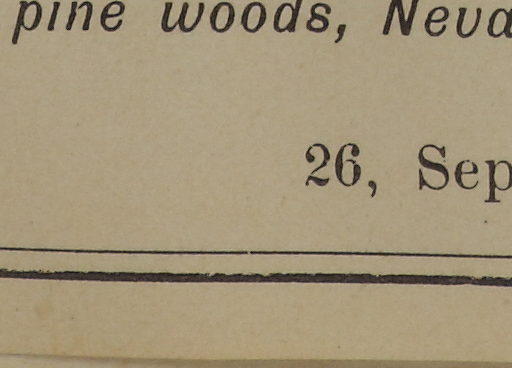 pine woods, Neva
26, Sep